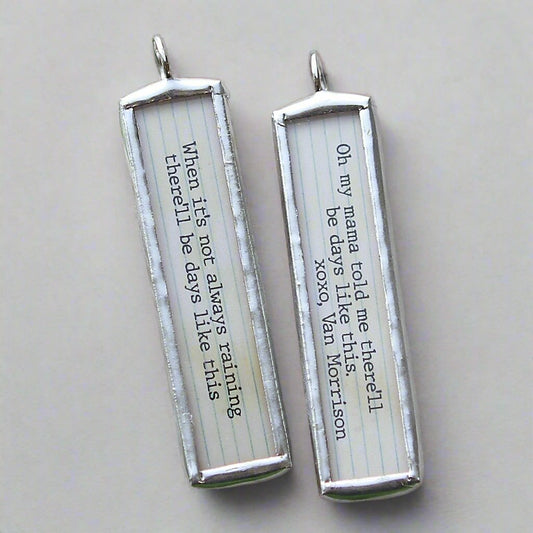 When it's not always raining
there'll be days like this
Oh my mama told me there'll
be days like this.
xoxo, Van Morrison